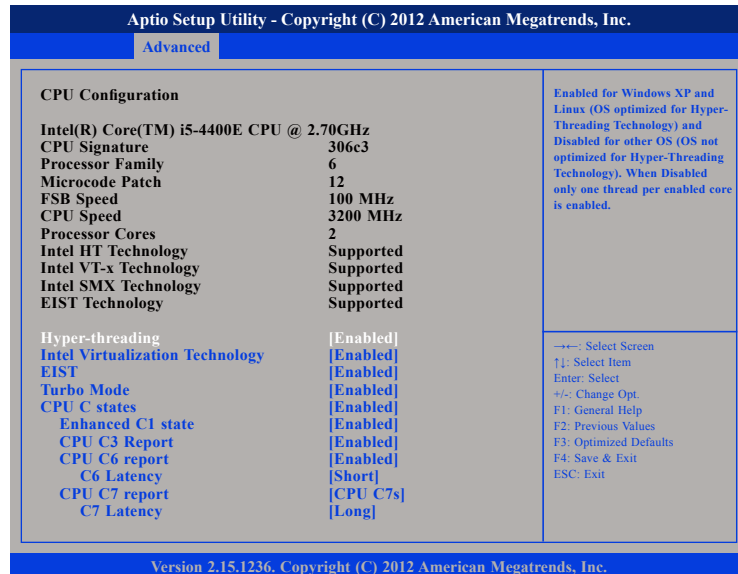 Aptio Setup Utility - Copyright (C) 2012 American Megatrends, Inc.
Advanced
CPU Configuration
Intel(R) Core(TM) i5-4400E CPU @ 2.70GHz
CPU Signature 306c3
Processor Family 6
Microcode Patch 12
FSB Speed 100 MHz
CPU Speed 3200 MHz
Processor Cores 2
Intel HT Technology Supported
Intel VT-x Technology Supported
Intel SMX Technology Supported
EIST Technology Supported
Hyper-threading [Enabled]
Intel Virtualization Technology [Enabled]
EIST [Enabled]
Turbo Mode [Enabled]
CPU C states [Enabled]
Enhanced C1 state [Enabled]
CPU C3 Report [Enabled]
CPU C6 report [Enabled]
C6 Latency [Short]
CPU C7 report [CPU C7s]
C7 Latency [Long]
Enabled for Windows XP and
Linux (OS optimized for Hyper-
Threading Technology) and
Disabled for other OS (OS not
optimized for Hyper-Threading
Technology). When Disabled
only one thread per enabled core
is enabled.
→←: Select Screen
↑↓: Select Item
Enter: Select
+/-: Change Opt.
F1: General Help
F2: Previous Values
F3: Optimized Defaults
F4: Save & Exit
ESC: Exit
Version 2.15.1236. Copyright (C) 2012 American Megatrends, Inc.